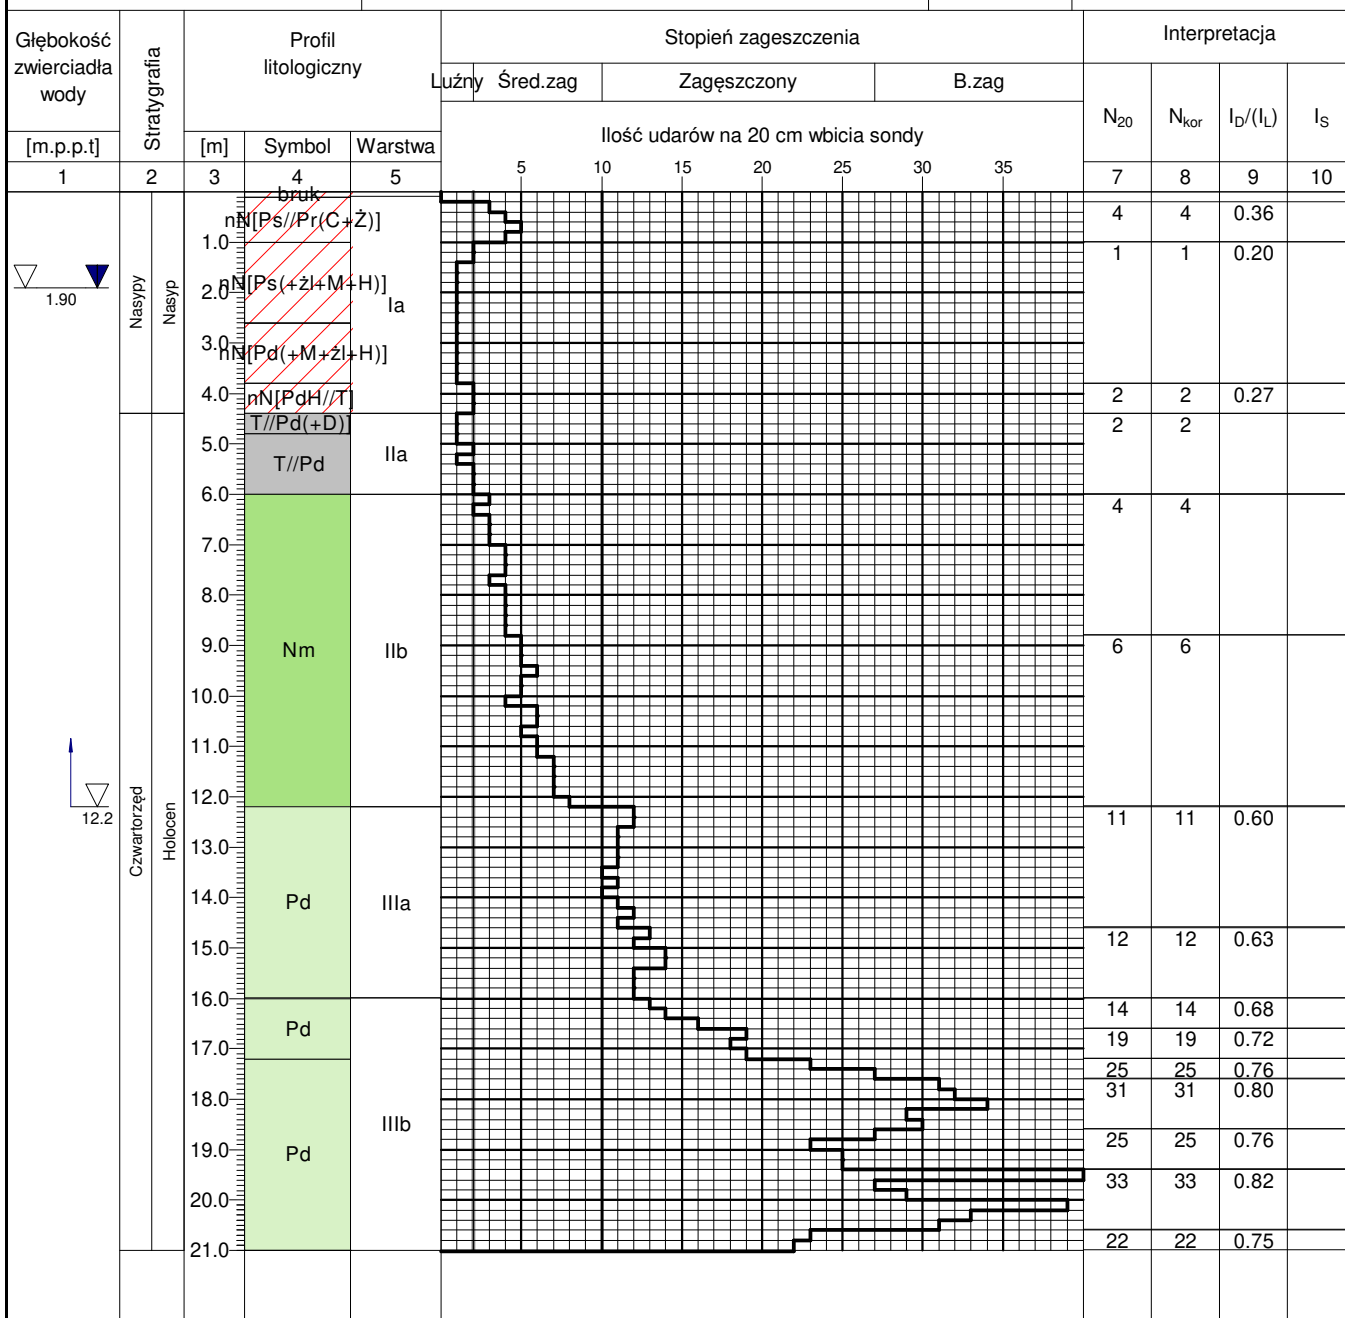 Głębokość zwierciadła wody
Stratygrafia
Profil litologiczny
Stopień zagęszczenia
Interpretacja
Luźny Śred.zag Zagęszczony B.zag
N20 Nkor ID/(IL) IS
Ilość udarów na 20 cm wbicia sondy
[m.p.p.t] [m] Symbol Warstwa
5 10 15 20 25 30 35
1 2 3 4 5 7 8 9 10
bruk
nN[Ps//Pr(C+Ż)]
4 4 0.36
1.0
1 1 0.20
nN[Ps(+żl+M+H)]
2.0
1.90
Ia
Nasypy
Nasyp
3.0
nN[Pd(+M+żl+H)]
4.0
nN[PdH//T]
2 2 0.27
T//Pd(+D)]
2 2
5.0
T//Pd
IIa
6.0
4 4
7.0
8.0
9.0
Nm
IIb
6 6
10.0
11.0
12.0
12.2
11 11 0.60
Czwartorzęd
Holocen
13.0
14.0
Pd
IIIa
15.0
12 12 0.63
16.0
14 14 0.68
Pd
19 19 0.72
17.0
25 25 0.76
31 31 0.80
18.0
IIIb
19.0
25 25 0.76
Pd
33 33 0.82
20.0
22 22 0.75
21.0